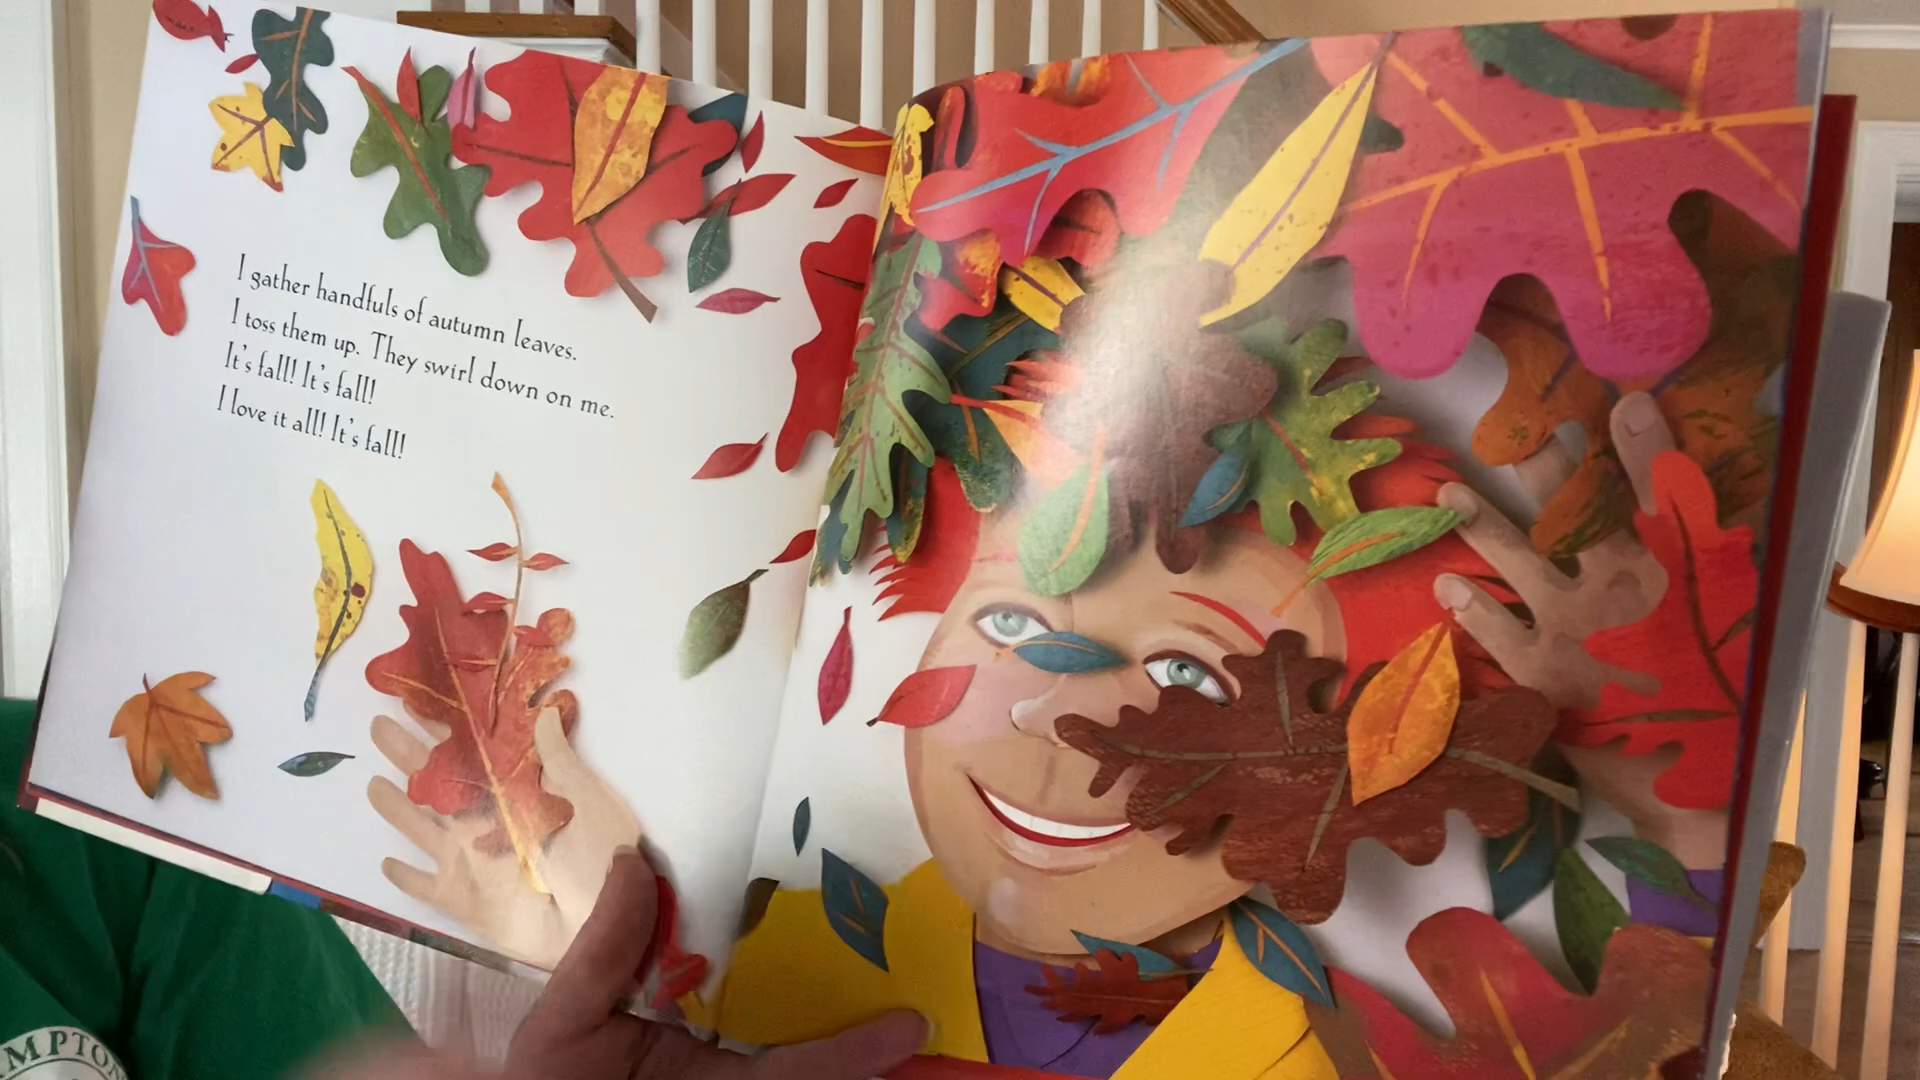 I gather handfuls of autumn leaves.
I toss them up. They swirl down on me.
It's fall! It's fall!
I love it all! It's fall!